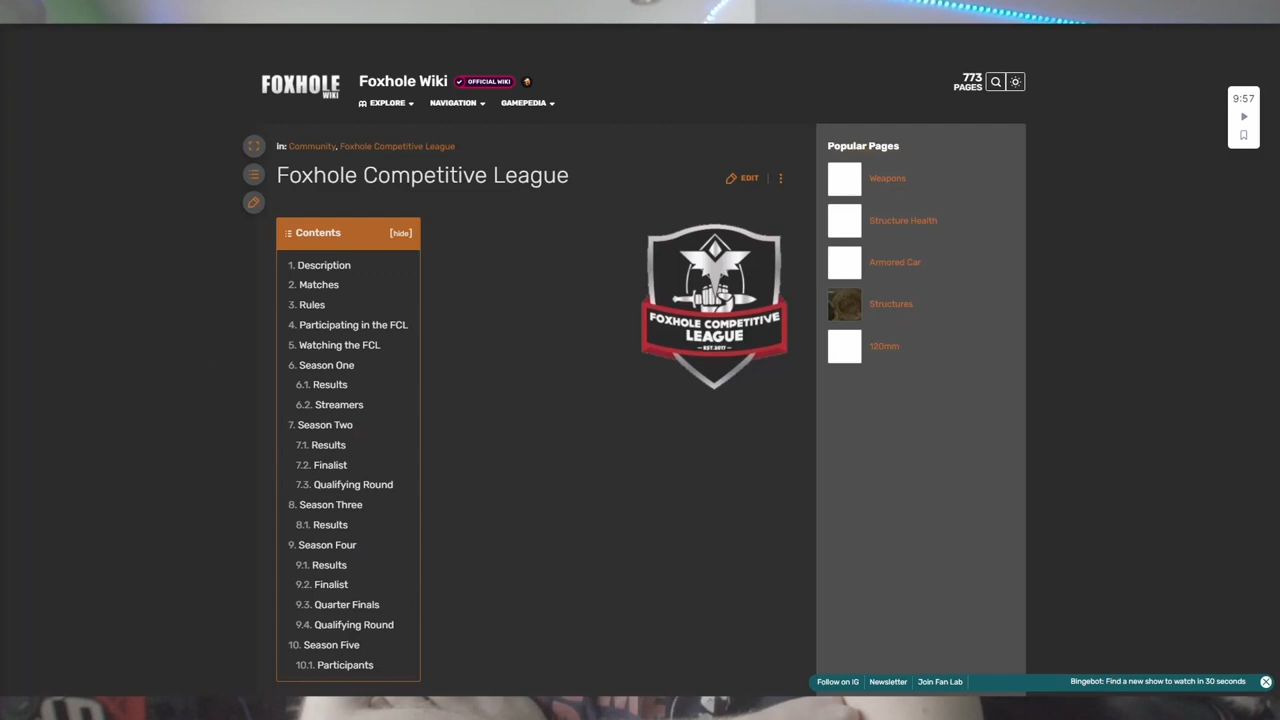 FOXHOLE
WIKI
Foxhole Wiki
OFFICIAL WIKI
EXPLORE
NAVIGATION
GAMEPEDIA
773
PAGES
9:57
in: Community, Foxhole Competitive League
Foxhole Competitive League
EDIT
Contents [hide]
1. Description
2. Matches
3. Rules
4. Participating in the FCL
5. Watching the FCL
6. Season One
6.1. Results
6.2. Streamers
7. Season Two
7.1. Results
7.2. Finalist
7.3. Qualifying Round
8. Season Three
8.1. Results
9. Season Four
9.1. Results
9.2. Finalist
9.3. Quarter Finals
9.4. Qualifying Round
10. Season Five
10.1. Participants
FOXHOLE COMPETITIVE
LEAGUE
- EST.2017 -
Popular Pages
Weapons
Structure Health
Armored Car
Structures
120mm
Follow on IG
Newsletter
Join Fan Lab
Bingebot: Find a new show to watch in 30 seconds